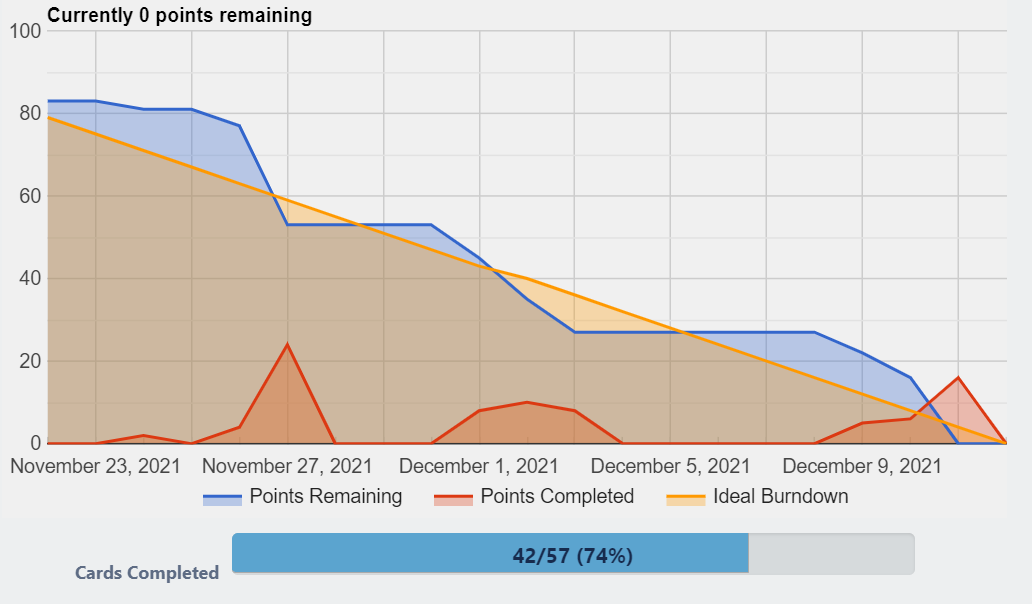 Currently 0 points remaining
100
80
60
40
20
0
November 23, 2021 November 27, 2021 December 1, 2021 December 5, 2021 December 9, 2021
Points Remaining Points Completed Ideal Burndown
42/57 (74%)
Cards Completed